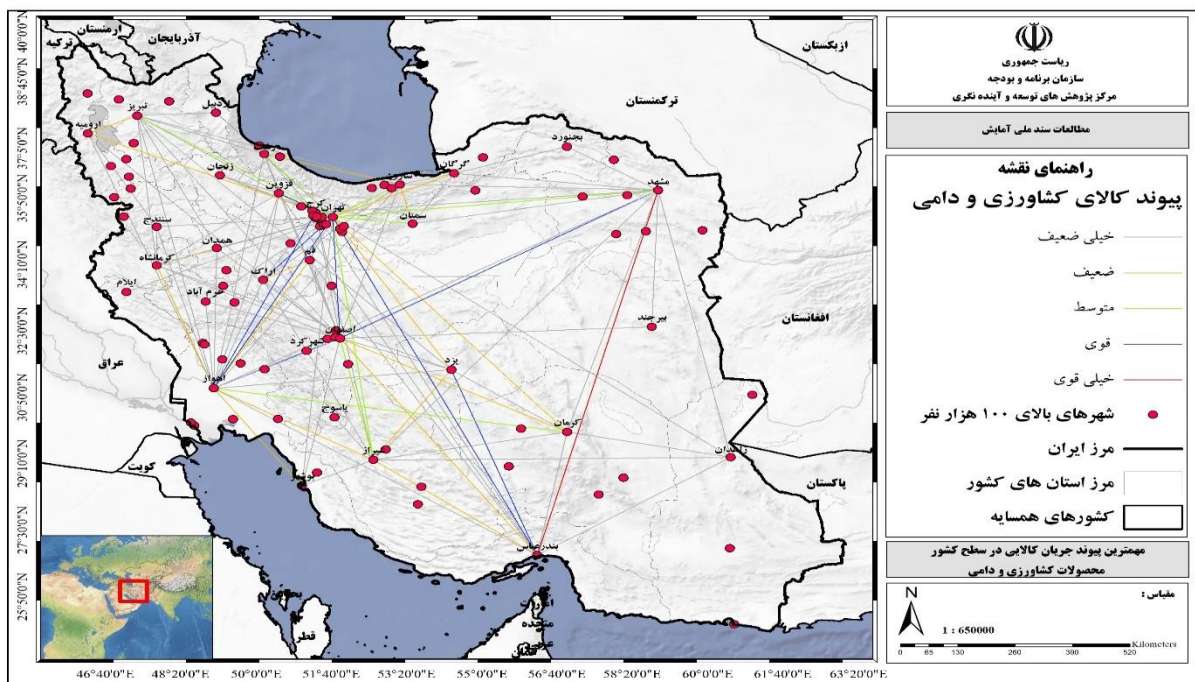 ریاست جمهوری
سازمان برنامه و بودجه
مرکز پژوهش های توسعه و آینده نگری
مطالعات سند ملی آمایش
راهنمای نقشه
پیوند کالای کشاورزی و دامی
خیلی ضعیف
ضعیف
متوسط
قوی
خیلی قوی
شهرهای بالای ۱۰۰ هزار نفر
مرز ایران
مرز استان های کشور
کشورهای همسایه
مهمترین پیوند جریان کالایی در سطح کشور
محصولات کشاورزی و دامی
مقیاس :
N
1 : 650000
Kilometers
0 65 130 260 390 520
ارمنستان
ترکیه
آذربایجان
ازبکستان
ترکمنستان
افغانستان
پاکستان
عراق
کویت
قطر
امارات
متحده
تبریز
اردبیل
ارومیه
زنجان
قزوین
کرج
تهران
گرگان
بجنورد
مشهد
سمنان
سنندج
همدان
کرمانشاه
ایلام
اراک
قم
خرم آباد
اصفهان
شهرکرد
یزد
بیرجند
اهواز
یاسوج
کرمان
شیراز
زاهدان
بوشهر
بندرعباس
40°0'0"N
38°45'0"N
37°5'0"N
35°50'0"N
34°10'0"N
32°30'0"N
30°50'0"N
29°10'0"N
27°30'0"N
25°50'0"N
46°40'0"E 48°20'0"E 50°0'0"E 51°40'0"E 53°20'0"E 55°0'0"E 56°40'0"E 58°20'0"E 60°0'0"E 61°40'0"E 63°20'0"E